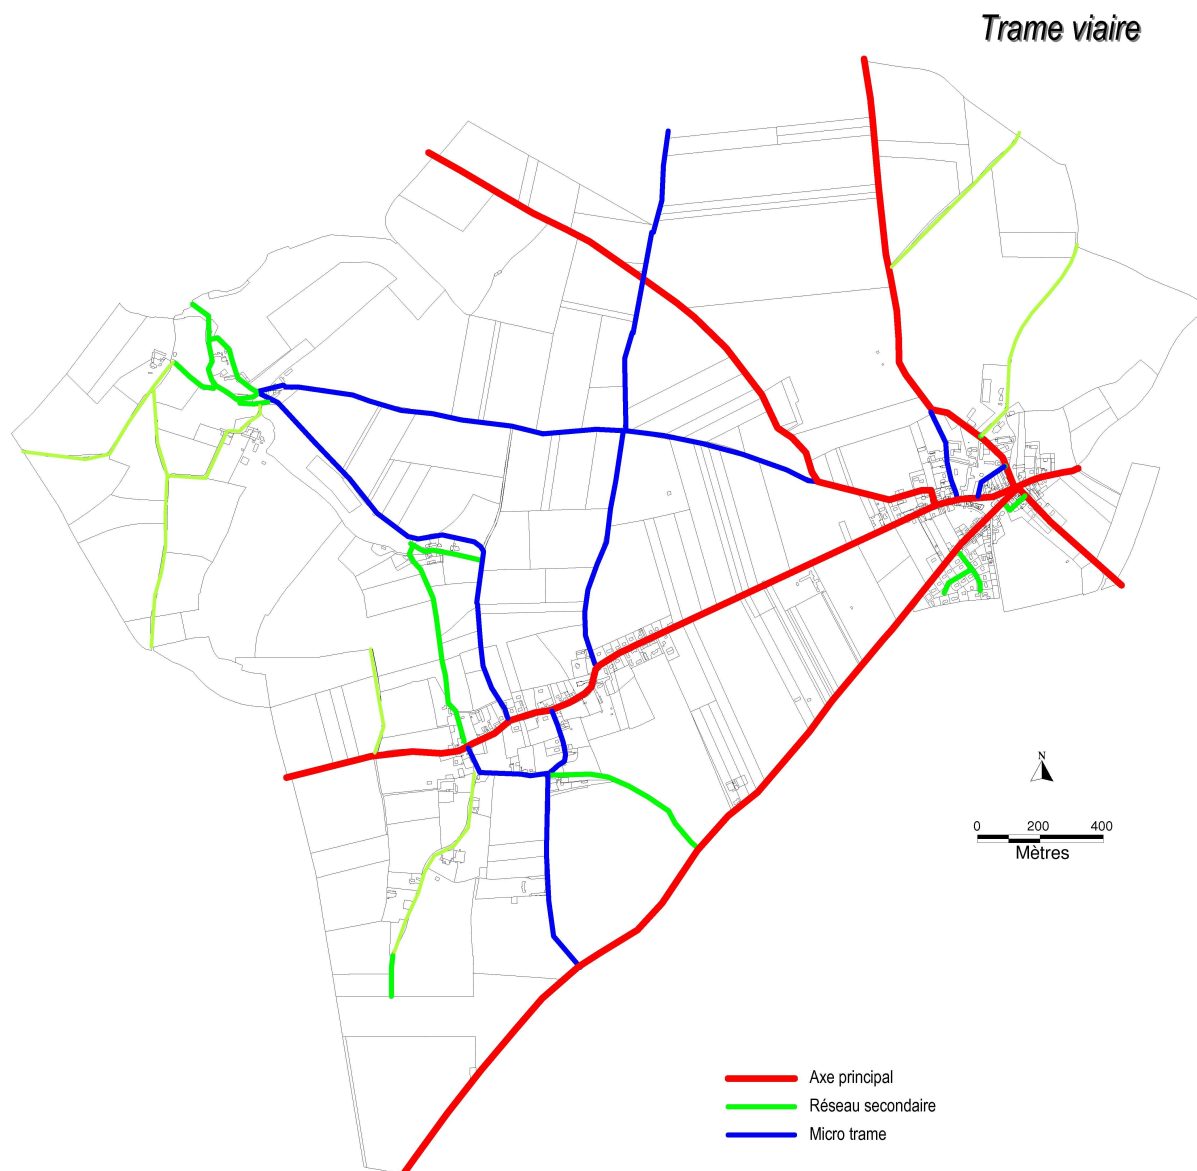 Trame viaire
N
0 200 400
Mètres
Axe principal
Réseau secondaire
Micro trame